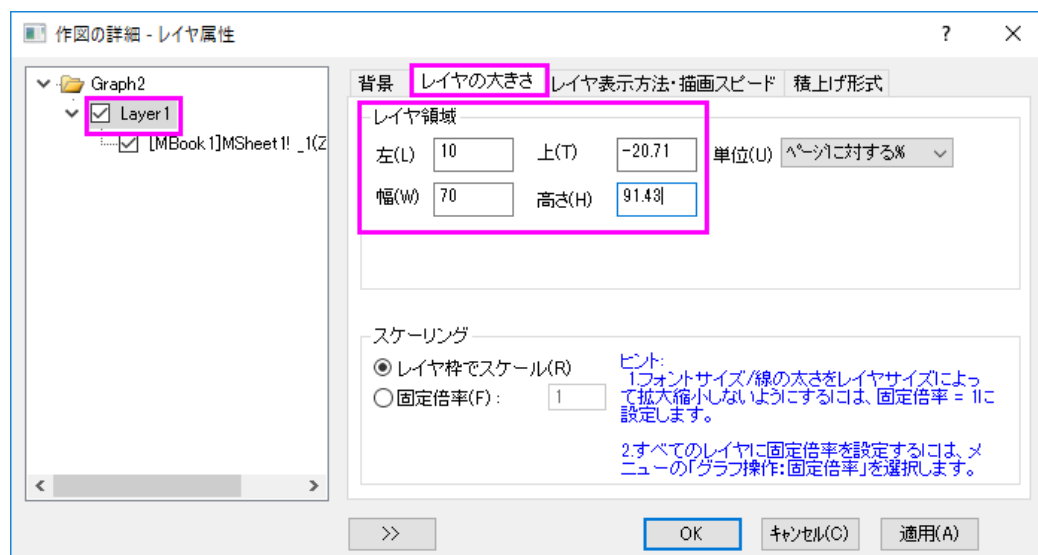 作図の詳細 - レイヤ属性
?
Graph2
Layer1
[MBook1]MSheet1! _1(Z
背景
レイヤの大きさ
レイヤ表示方法・描画スピード
積上げ形式
レイヤ領域
左(L) 10 上(T) -20.71 単位(U) ページに対する%
幅(W) 70 高さ(H) 91.43
スケーリング
レイヤ枠でスケール(R)
固定倍率(F): 1
ヒント:
1.フォントサイズ/線の太さをレイヤサイズによっ
て拡大縮小しないようにするには、固定倍率 = 1に
設定します。
2.すべてのレイヤに固定倍率を設定するには、メ
ニューの「グラフ操作:固定倍率」を選択します。
>>
OK
キャンセル(C)
適用(A)